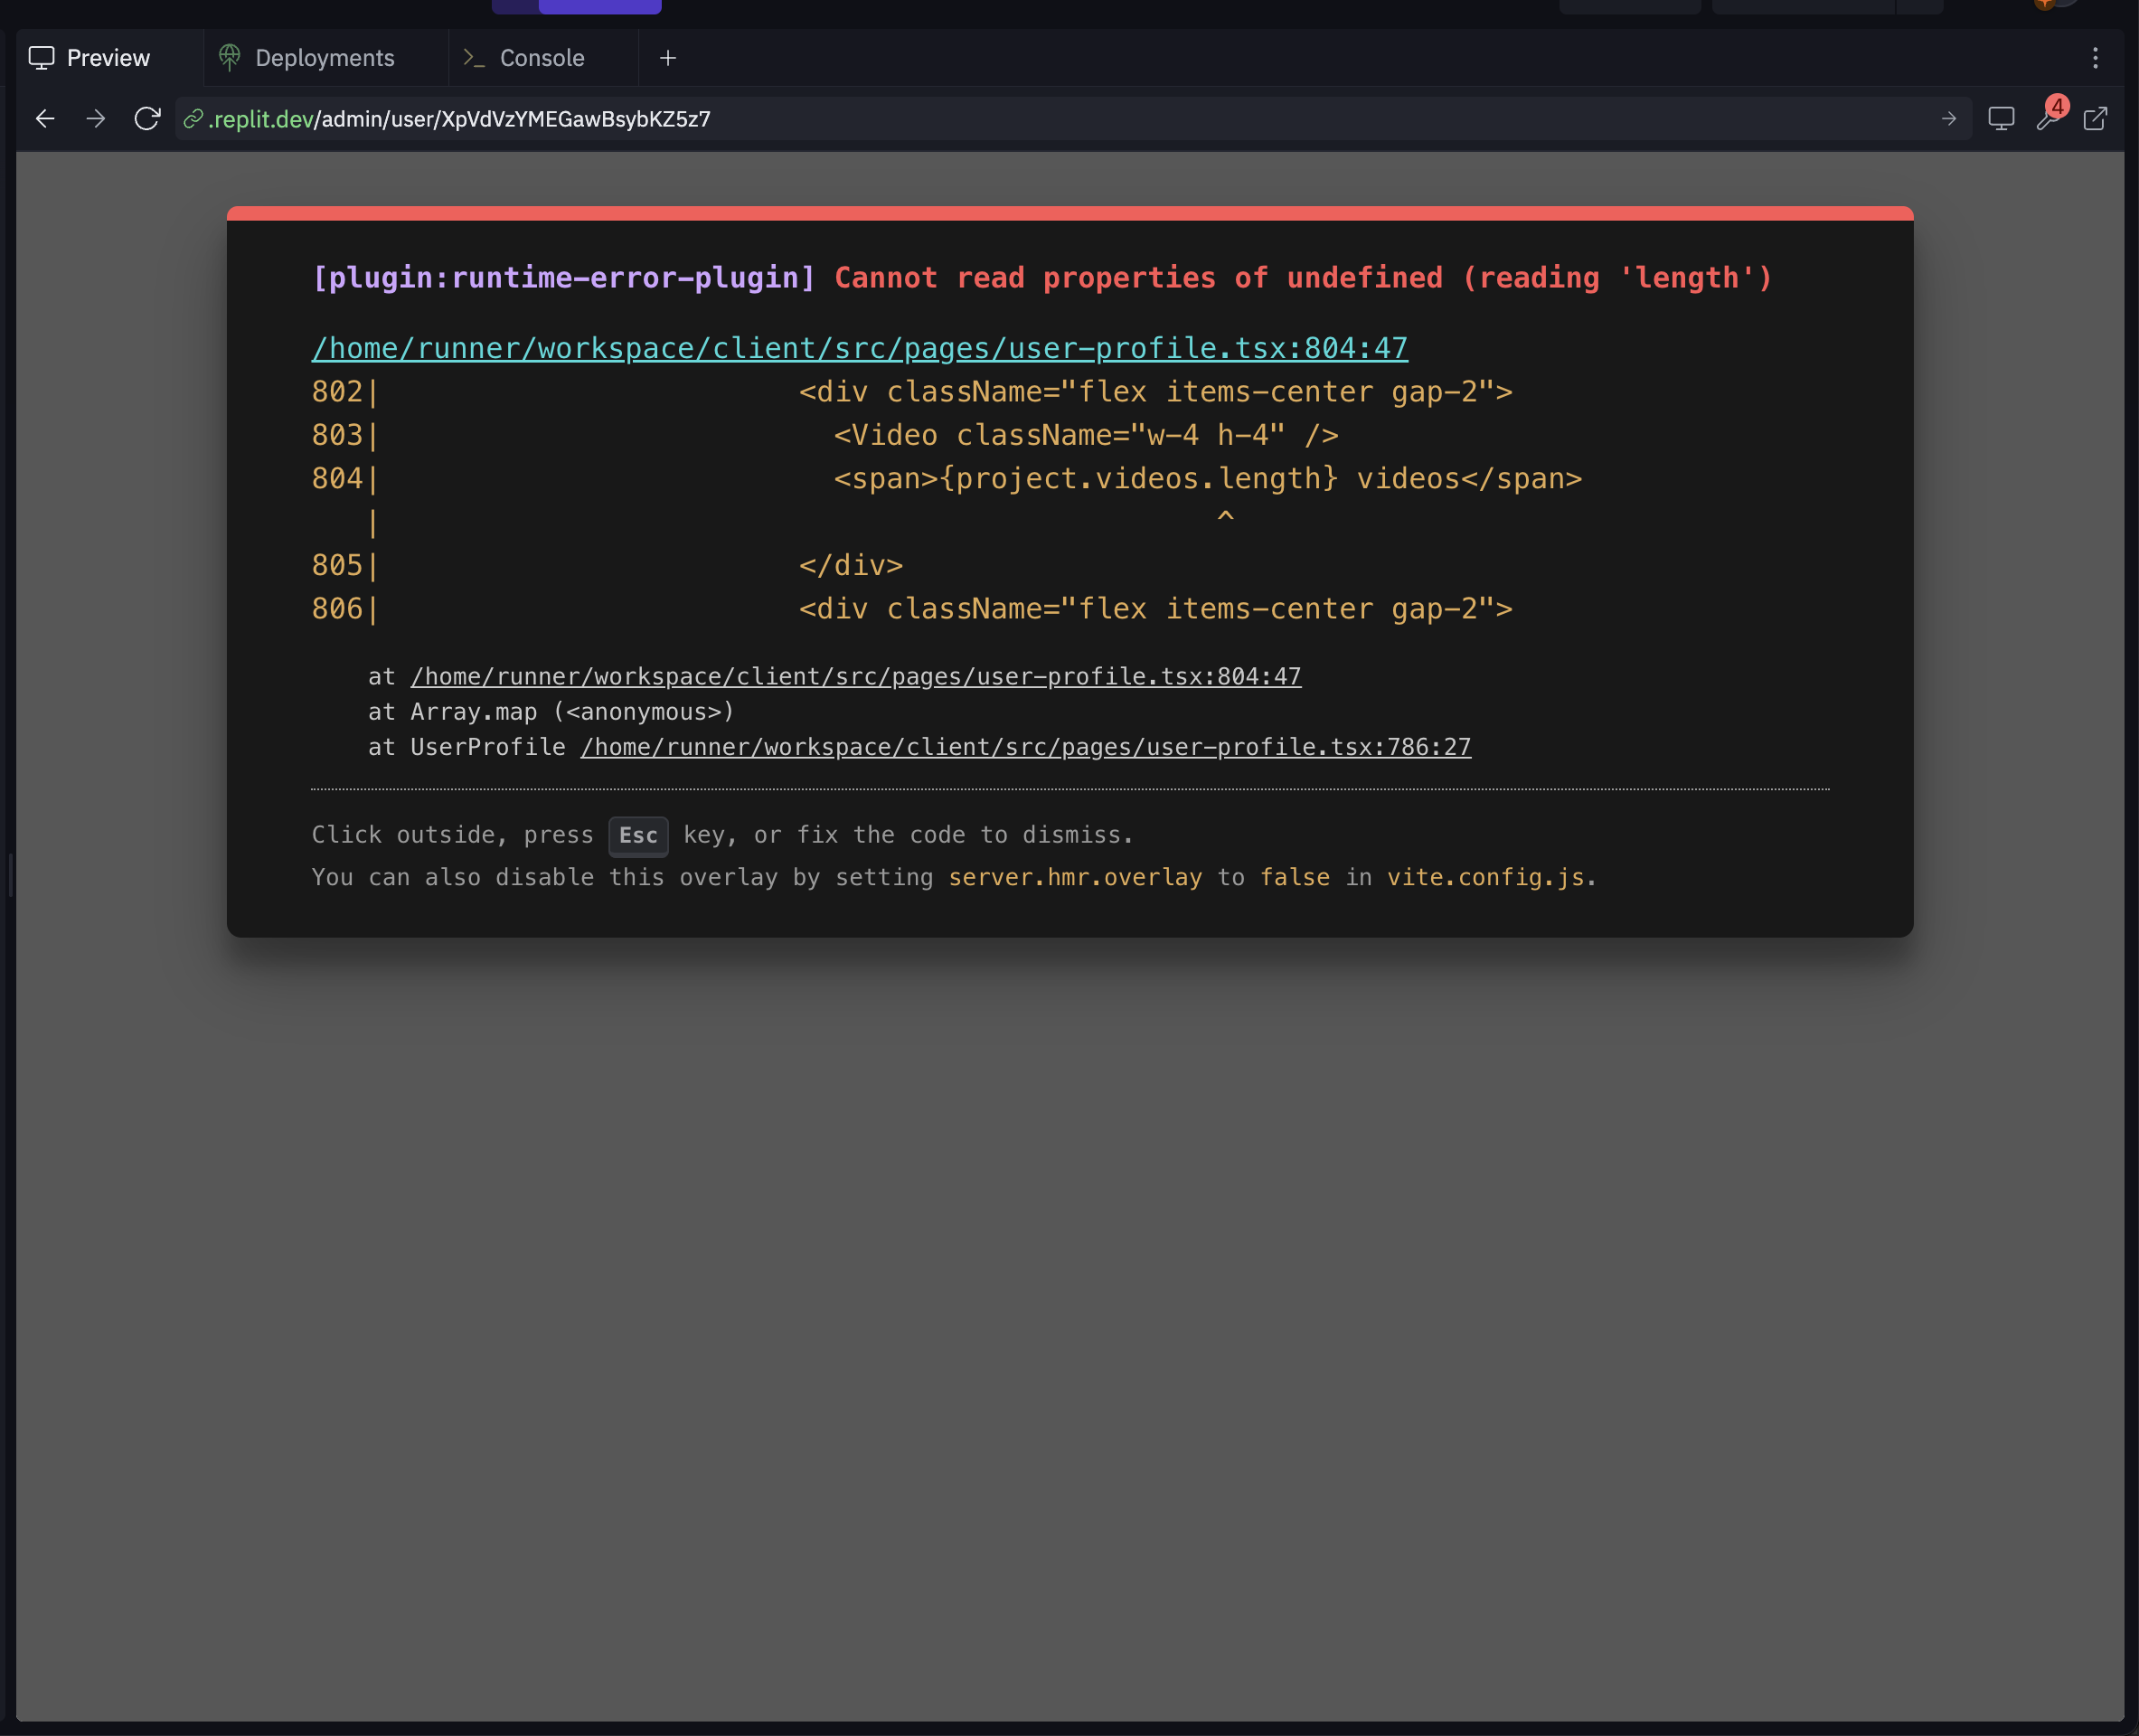 Preview
Deployments
Console
.replit.dev/admin/user/XpVdVzYMEGawBsybKZ5z7
4
[plugin:runtime-error-plugin] Cannot read properties of undefined (reading 'length')
/home/runner/workspace/client/src/pages/user-profile.tsx:804:47
802|                        <div className="flex items-center gap-2">
803|                          <Video className="w-4 h-4" />
804|                          <span>{project.videos.length} videos</span>
   |                                                ^
805|                        </div>
806|                        <div className="flex items-center gap-2">
    at /home/runner/workspace/client/src/pages/user-profile.tsx:804:47
    at Array.map (<anonymous>)
    at UserProfile /home/runner/workspace/client/src/pages/user-profile.tsx:786:27
Click outside, press Esc key, or fix the code to dismiss.
You can also disable this overlay by setting server.hmr.overlay to false in vite.config.js.